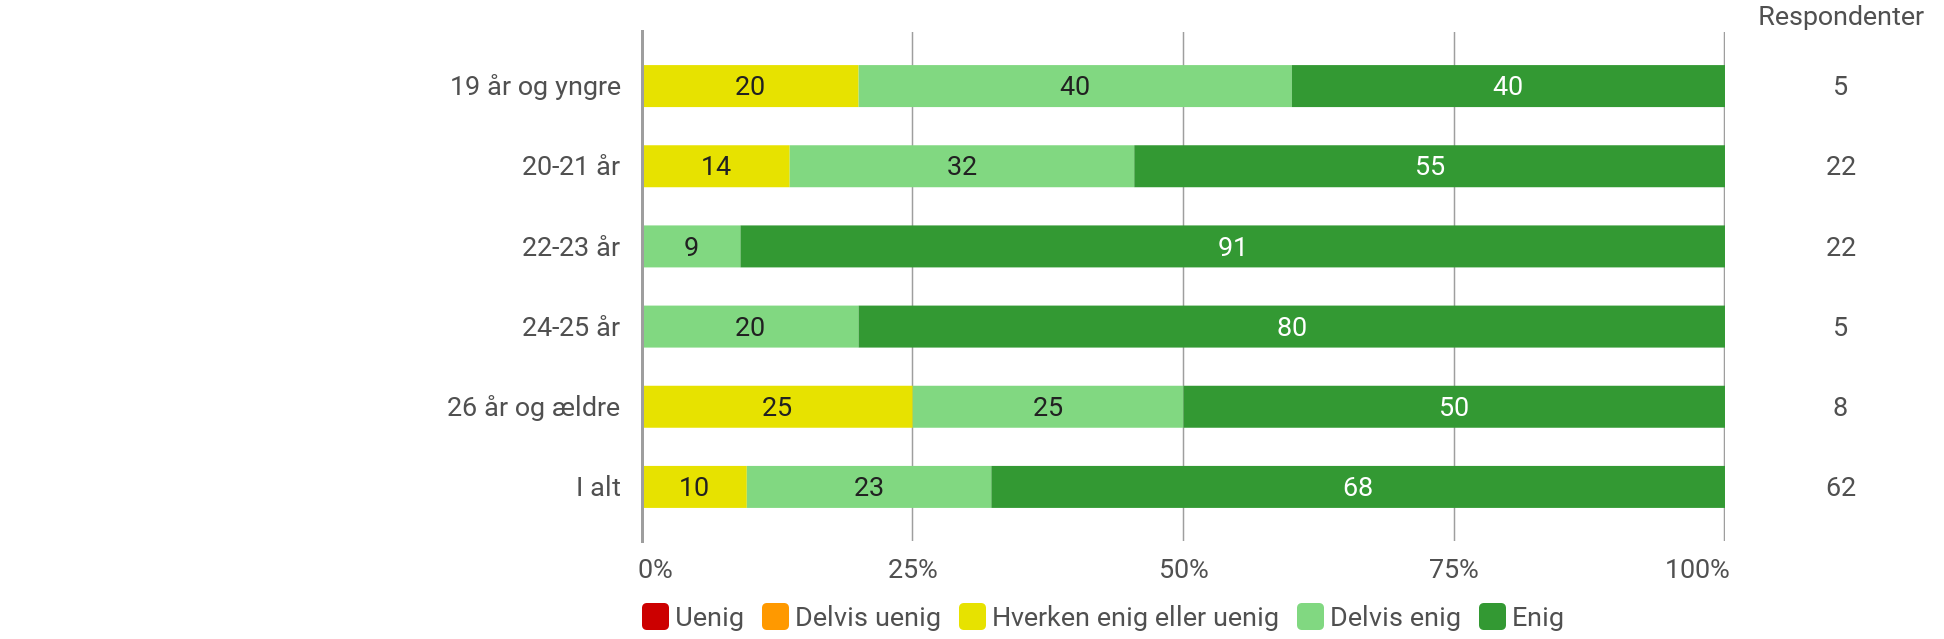 Respondenter
19 år og yngre 20 40 40 5
20-21 år 14 32 55 22
22-23 år 9 91 22
24-25 år 20 80 5
26 år og ældre 25 25 50 8
I alt 10 23 68 62
0% 25% 50% 75% 100%
Uenig Delvis uenig Hverken enig eller uenig Delvis enig Enig